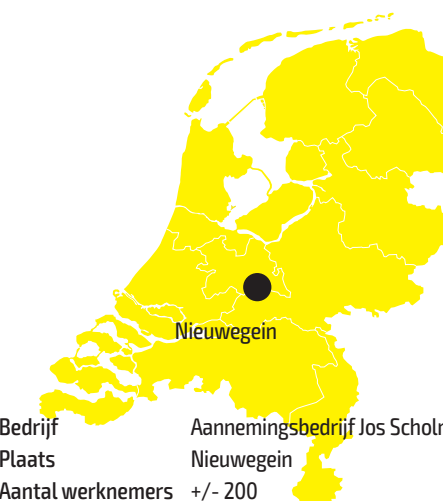 Nieuwegein
Bedrijf Aannemingsbedrijf Jos
Plaats Nieuwegein
Aantal werknemers +/- 200